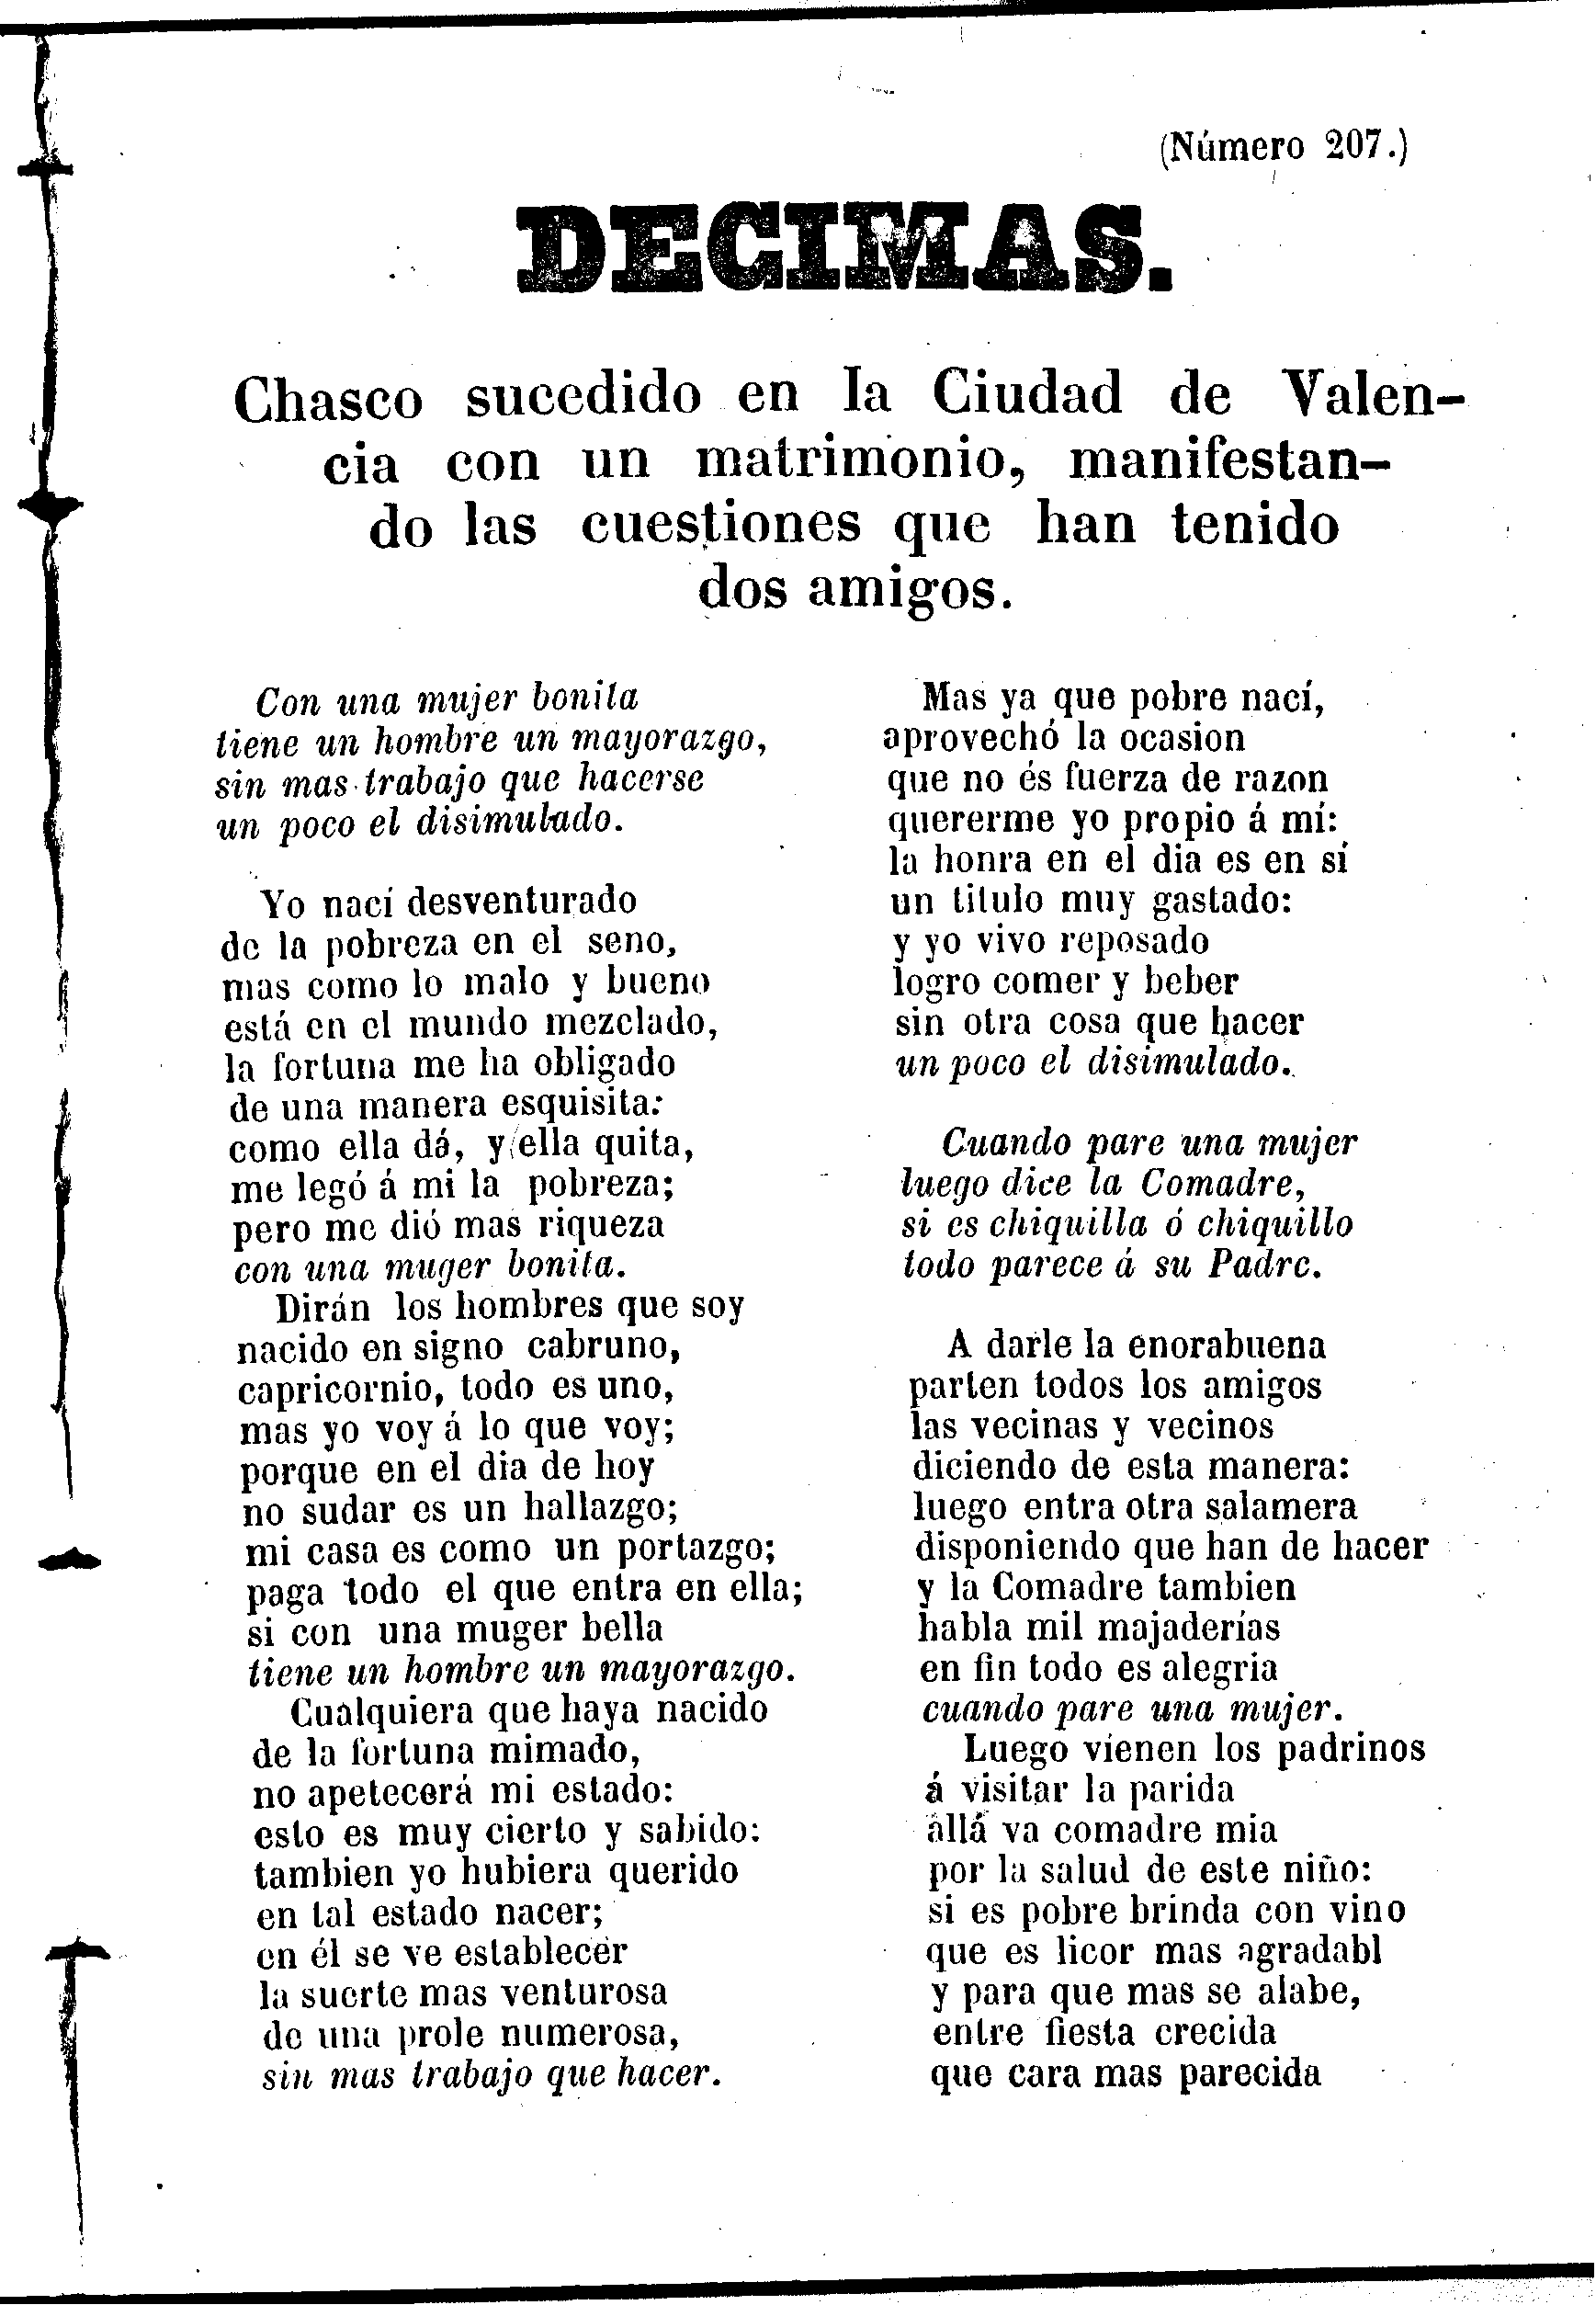 (Número 207.)
DECIMAS.
Chasco sucedido en la Ciudad de Valen-
cia con un matrimonio, manifestan-
do las cuestiones que han tenido
dos amigos.
Con una mujer bonita
tiene un hombre un mayorazgo,
sin mas trabajo que hacerse
un poco el disimulado.
Yo nací desventurado
de la pobreza en el seno,
mas como lo malo y bueno
está en el mundo mezclado,
la fortuna me ha obligado
de una manera esquisita:
como ella dá, y ella quita,
me legó á mi la pobreza;
pero me dió mas riqueza
con una muger bonita.
Dirán los hombres que soy
nacido en signo cabruno,
capricornio, todo es uno,
mas yo voy á lo que voy;
porque en el dia de hoy
no sudar es un hallazgo;
mi casa es como un portazgo;
paga todo el que entra en ella;
si con una muger bella
tiene un hombre un mayorazgo.
Cualquiera que haya nacido
de la fortuna mimado,
no apetecerá mi estado:
esto es muy cierto y sabido:
tambien yo hubiera querido
en tal estado nacer;
en él se ve establecer
la suerte mas venturosa
de una prole numerosa,
sin mas trabajo que hacer.
Mas ya que pobre nací,
aprovechó la ocasion
que no és fuerza de razon
quererme yo propio á mí:
la honra en el dia es en sí
un titulo muy gastado:
y yo vivo reposado
logro comer y beber
sin otra cosa que hacer
un poco el disimulado.
Cuando pare una mujer
luego dice la Comadre,
si es chiquilla ó chiquillo
todo parece á su Padre.
A darle la enorabuena
parten todos los amigos
las vecinas y vecinos
diciendo de esta manera:
luego entra otra salamera
disponiendo que han de hacer
y la Comadre tambien
habla mil majaderías
en fin todo es alegria
cuando pare una mujer.
Luego vienen los padrinos
á visitar la parida
allá va comadre mia
por la salud de este niño:
si es pobre brinda con vino
que es licor mas agradabl
y para que mas se alabe,
entre fiesta crecida
que cara mas parecida